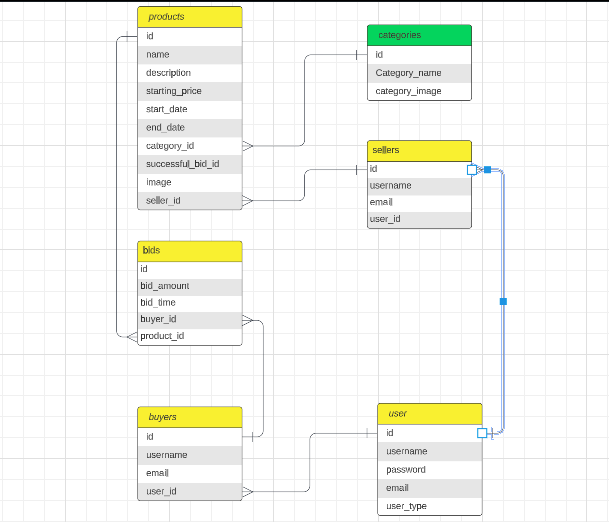 products
id
name
description
starting_price
start_date
end_date
category_id
successful_bid_id
image
seller_id
categories
id
Category_name
category_image
sellers
id
username
email
user_id
bids
id
bid_amount
bid_time
buyer_id
product_id
buyers
id
username
email
user_id
user
id
username
password
email
user_type